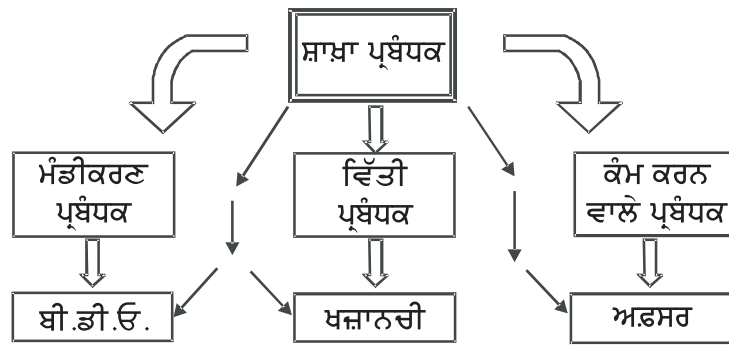 ਸ਼ਾਖ਼ਾ ਪ੍ਰਬੰਧਕ
ਮੰਡੀਕਰਣ
ਪ੍ਰਬੰਧਕ
ਵਿੱਤੀ
ਪ੍ਰਬੰਧਕ
ਕੰਮ ਕਰਨ
ਵਾਲੇ ਪ੍ਰਬੰਧਕ
ਬੀ.ਡੀ.ਓ.
ਖਜ਼ਾਨਚੀ
ਅਫ਼ਸਰ